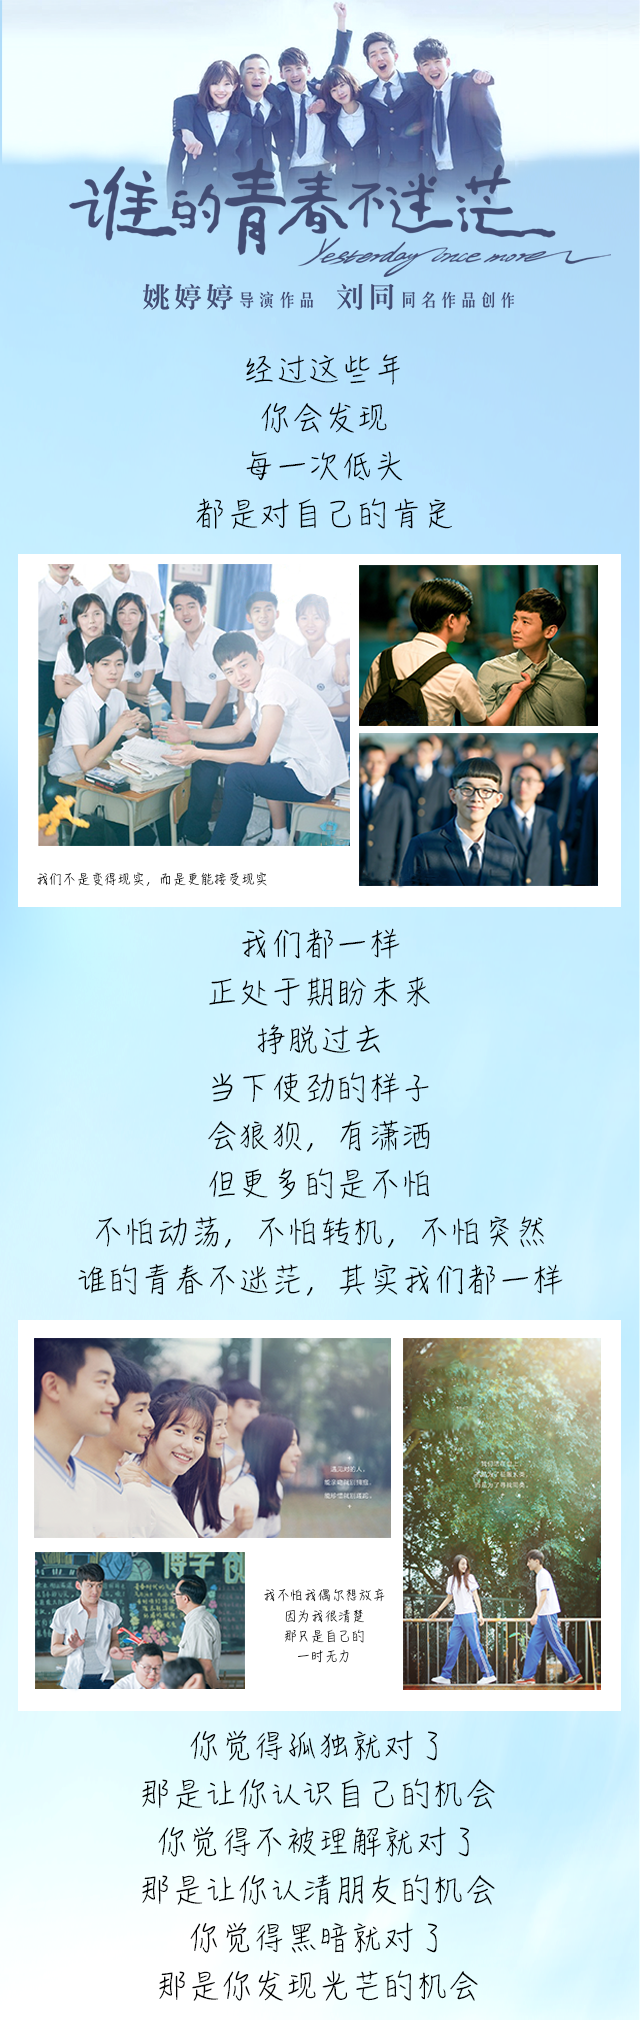 谁的青春不迷茫
Yesterday once more
姚婷婷导演作品 刘同同名作品创作
经过这些年
你会发现
每一次低头
都是对自己的肯定
我们不是变得现实，而是更能接受现实
我们都一样
正处于期盼未来
挣脱过去
当下使劲的样子
会狼狈，有潇洒
但更多的是不怕
不怕动荡，不怕转机，不怕突然
谁的青春不迷茫，其实我们都一样
我不怕我偶尔想放弃
因为我很清楚
那只是自己的
一时无力
你觉得孤独就对了
那是让你认识自己的机会
你觉得不被理解就对了
那是让你认清朋友的机会
你觉得黑暗就对了
那是你发现光芒的机会